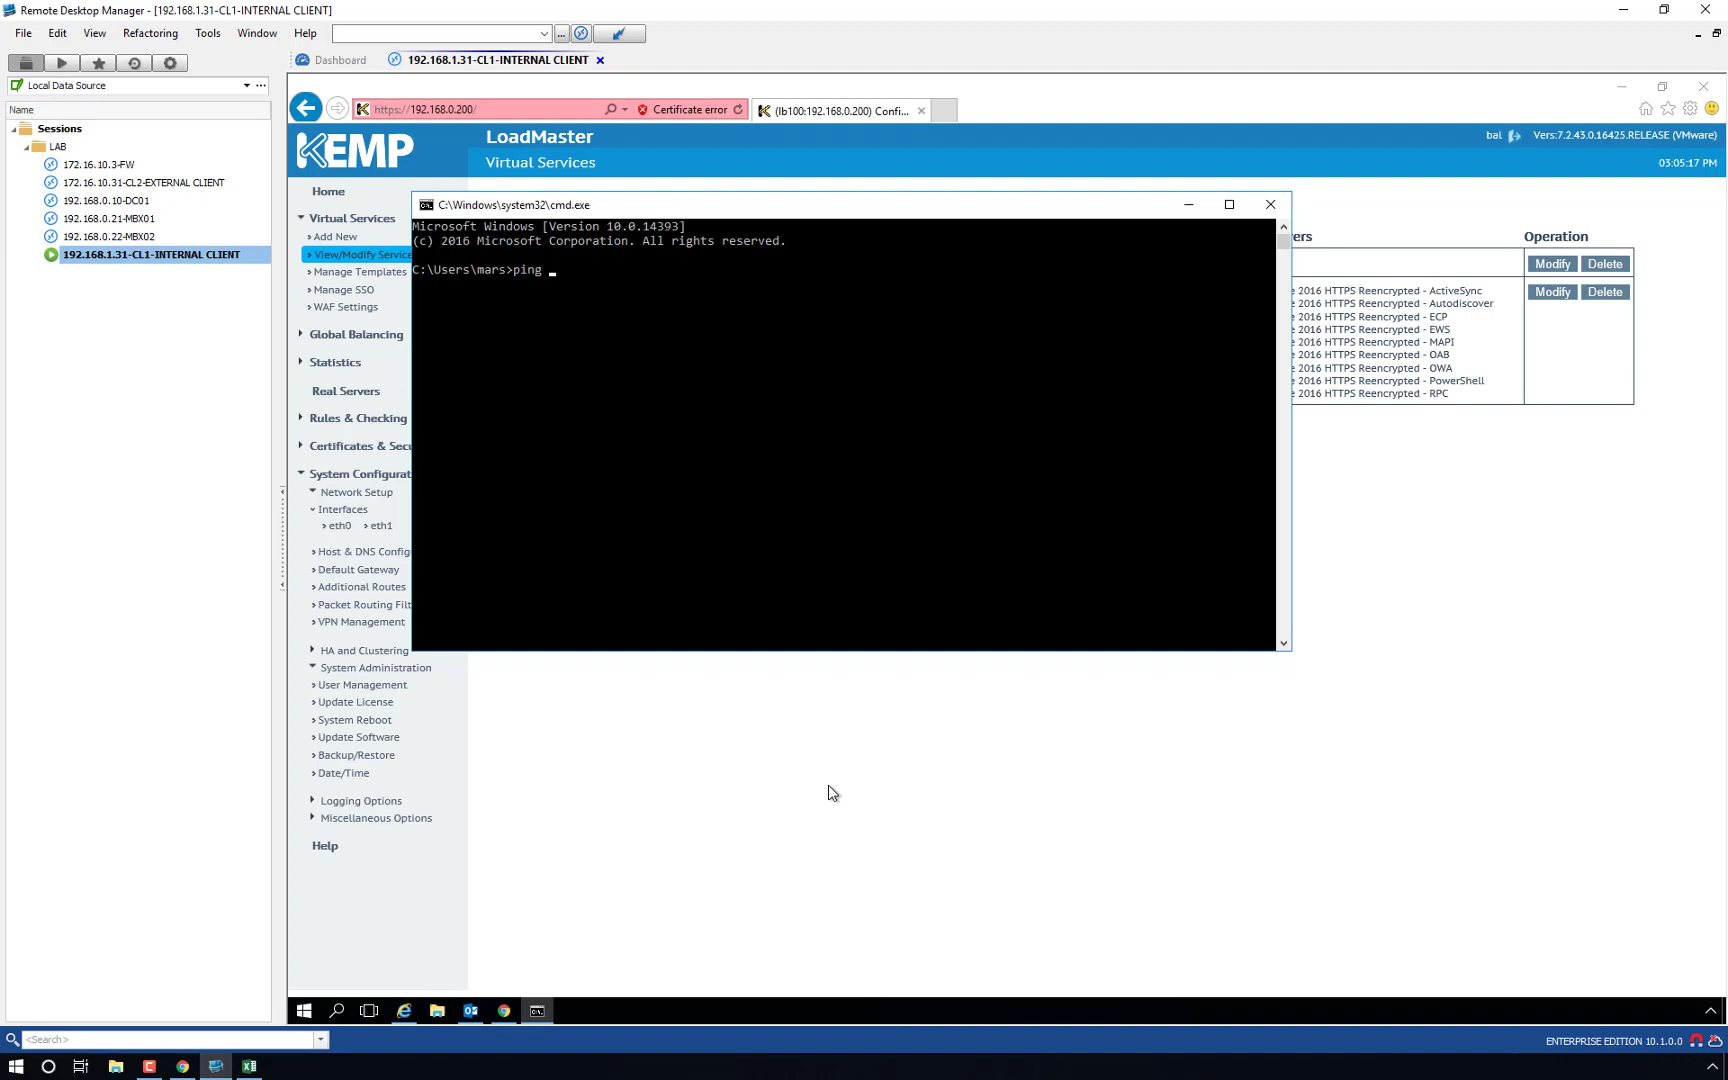 Remote Desktop Manager - [192.168.1.31-CL1-INTERNAL CLIENT]
File Edit View Refactoring Tools Window Help
Dashboard 192.168.1.31-CL1-INTERNAL CLIENT
Local Data Source
Name
Sessions
LAB
172.16.10.3-FW
172.16.10.31-CL2-EXTERNAL CLIENT
192.168.0.10-DC01
192.168.0.21-MBX01
192.168.0.22-MBX02
192.168.1.31-CL1-INTERNAL CLIENT
https://192.168.0.200/ Certificate error (lb100:192.168.0.200) Confi...
KEMP
LoadMaster
Virtual Services
bal Vers:7.2.43.0.16425.RELEASE (VMware)
03:05:17 PM
Home
Virtual Services
Add New
View/Modify Service
Manage Templates
Manage SSO
WAF Settings
Global Balancing
Statistics
Real Servers
Rules & Checking
Certificates & Secu
System Configurat
Network Setup
Interfaces
eth0 eth1
Host & DNS Config
Default Gateway
Additional Routes
Packet Routing Filt
VPN Management
HA and Clustering
System Administration
User Management
Update License
System Reboot
Update Software
Backup/Restore
Date/Time
Logging Options
Miscellaneous Options
Help
C:\Windows\system32\cmd.exe
Microsoft Windows [Version 10.0.14393]
(c) 2016 Microsoft Corporation. All rights reserved.
C:\Users\mars>ping _
ers Operation
Modify Delete
e 2016 HTTPS Reencrypted - ActiveSync Modify Delete
e 2016 HTTPS Reencrypted - Autodiscover
e 2016 HTTPS Reencrypted - ECP
e 2016 HTTPS Reencrypted - EWS
e 2016 HTTPS Reencrypted - MAPI
e 2016 HTTPS Reencrypted - OAB
e 2016 HTTPS Reencrypted - OWA
e 2016 HTTPS Reencrypted - PowerShell
e 2016 HTTPS Reencrypted - RPC
<Search>
ENTERPRISE EDITION 10.1.0.0